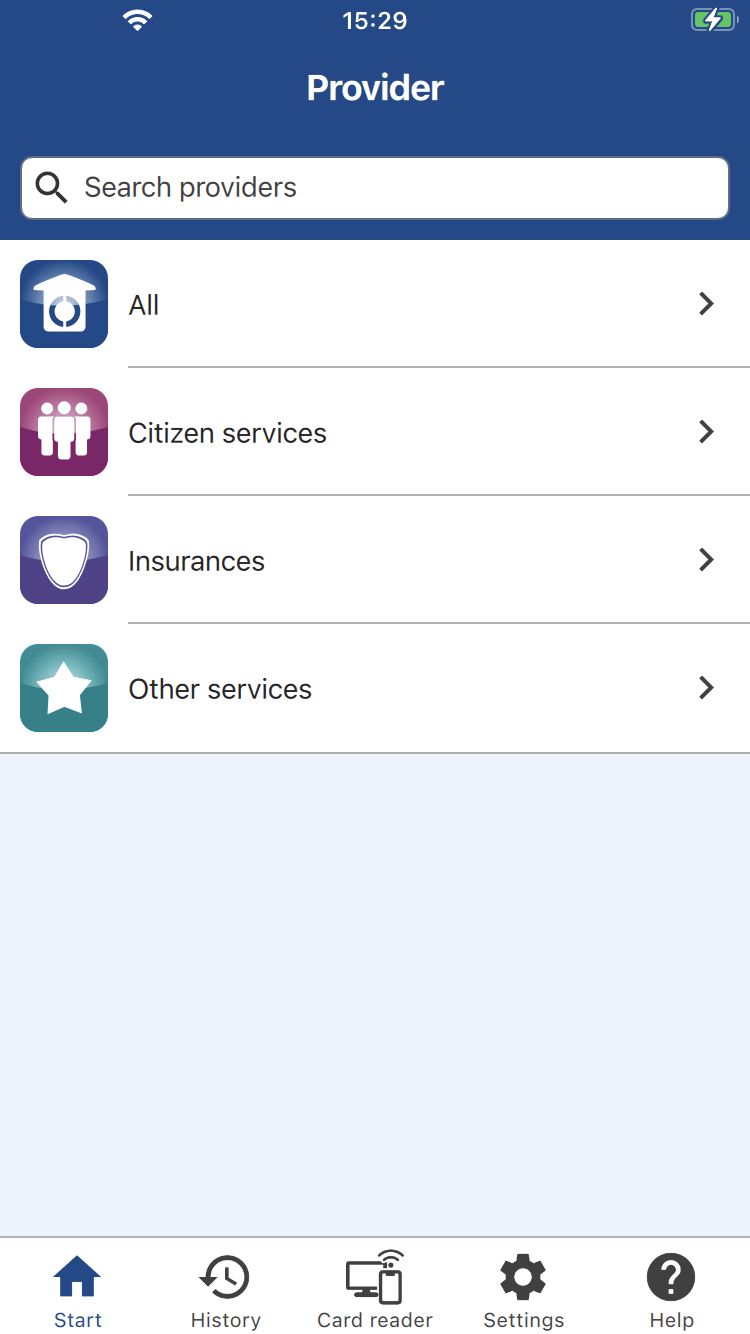 15:29
Provider
Search providers
All
Citizen services
Insurances
Other services
Start
History
Card reader
Settings
Help